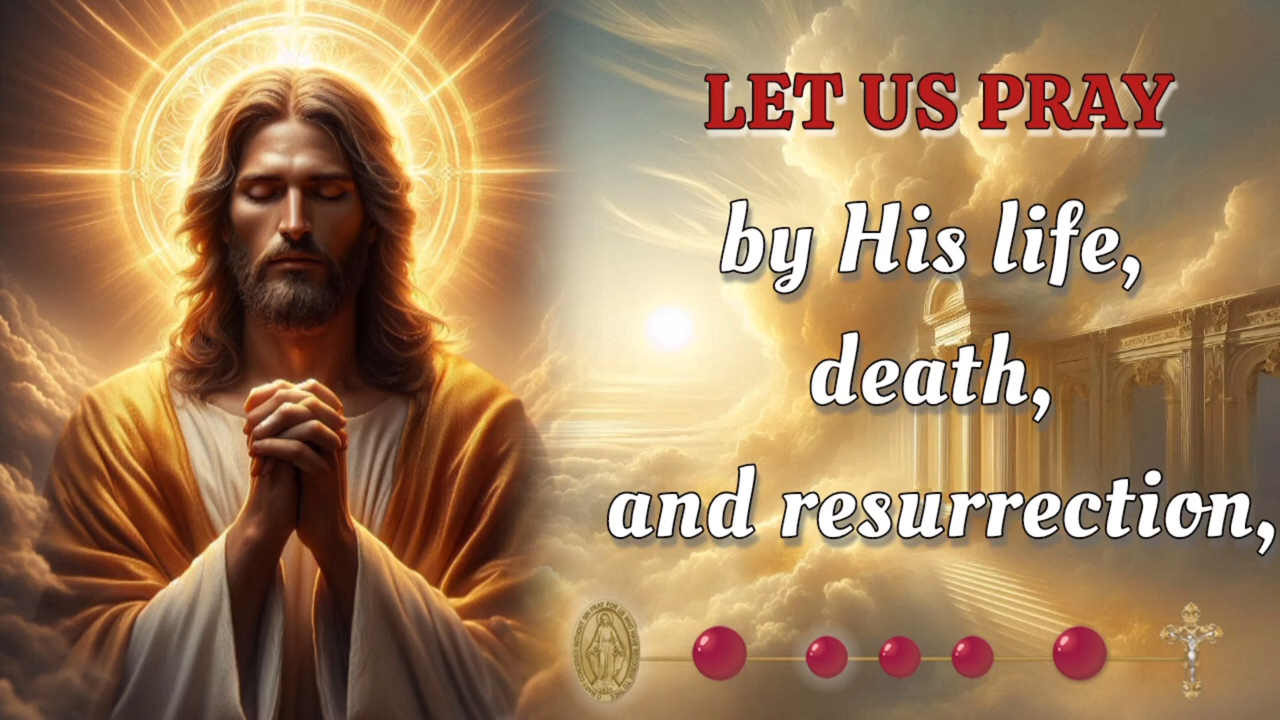 LET US PRAY
by His life,
death,
and resurrection,